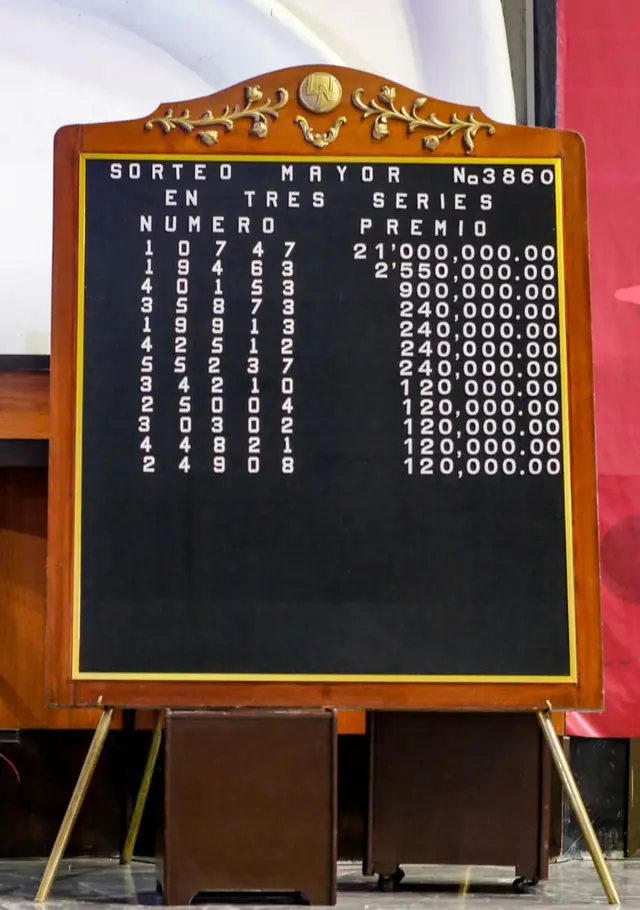 LN
SORTEO MAYOR No3860
EN TRES SERIES
NUMERO PREMIO
1 0 7 4 7 21'000,000.00
1 9 4 6 3 2'550,000.00
4 0 1 5 3 900,000.00
3 5 8 7 3 240,000.00
1 9 9 1 3 240,000.00
4 2 5 1 2 240,000.00
5 5 2 3 7 240,000.00
3 4 2 1 0 120,000.00
2 5 0 0 4 120,000.00
3 0 3 0 2 120,000.00
4 4 8 2 1 120,000.00
2 4 9 0 8 120,000.00